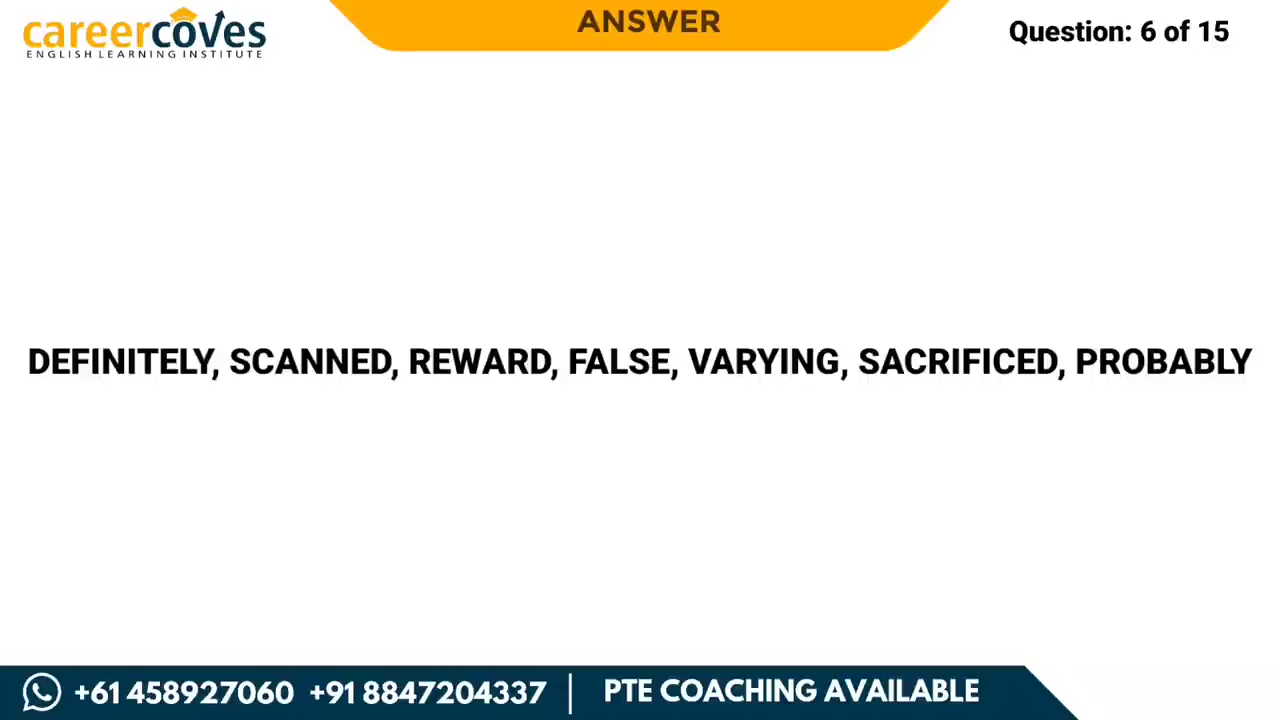 careercoves
ENGLISH LEARNING INSTITUTE
ANSWER
Question: 6 of 15
DEFINITELY, SCANNED, REWARD, FALSE, VARYING, SACRIFICED, PROBABLY
+61 458927060 +91 8847204337 | PTE COACHING AVAILABLE